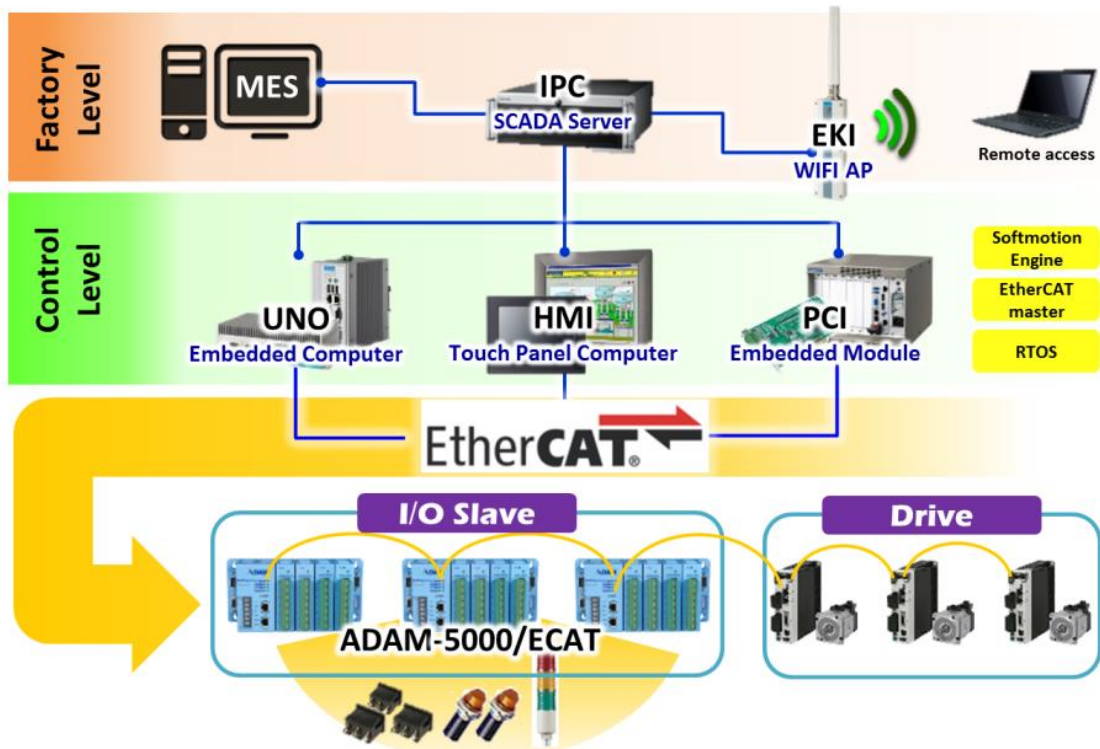 Factory
Level
MES
IPC
SCADA Server
EKI
WIFI AP
Remote access
Control
Level
UNO
Embedded Computer
HMI
Touch Panel Computer
PCI
Embedded Module
Softmotion
Engine
EtherCAT
master
RTOS
EtherCAT®
I/O Slave
Drive
ADAM-5000/ECAT